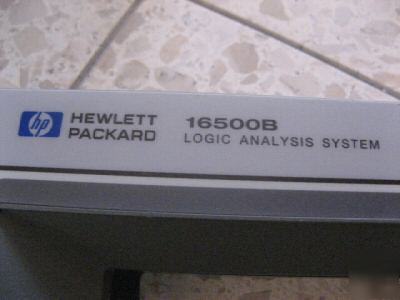 hp HEWLETT PACKARD
16500B
LOGIC ANALYSIS SYSTEM